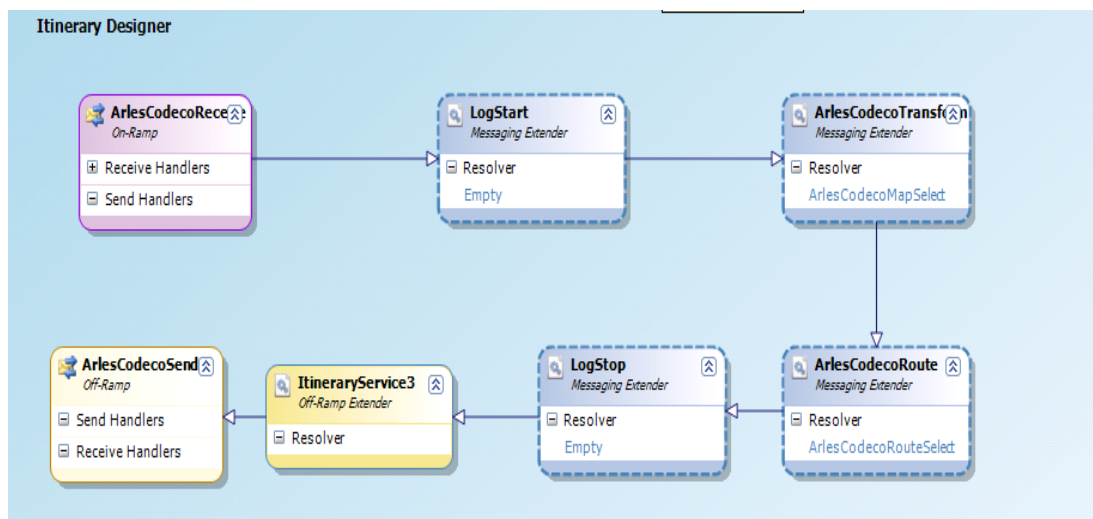 Itinerary Designer
ArlesCodecoRece
On-Ramp
Receive Handlers
Send Handlers
LogStart
Messaging Extender
Resolver
Empty
ArlesCodecoTransform
Messaging Extender
Resolver
ArlesCodecoMapSelect
ArlesCodecoSend
Off-Ramp
Send Handlers
Receive Handlers
ItineraryService3
Off-Ramp Extender
Resolver
LogStop
Messaging Extender
Resolver
Empty
ArlesCodecoRoute
Messaging Extender
Resolver
ArlesCodecoRouteSelect